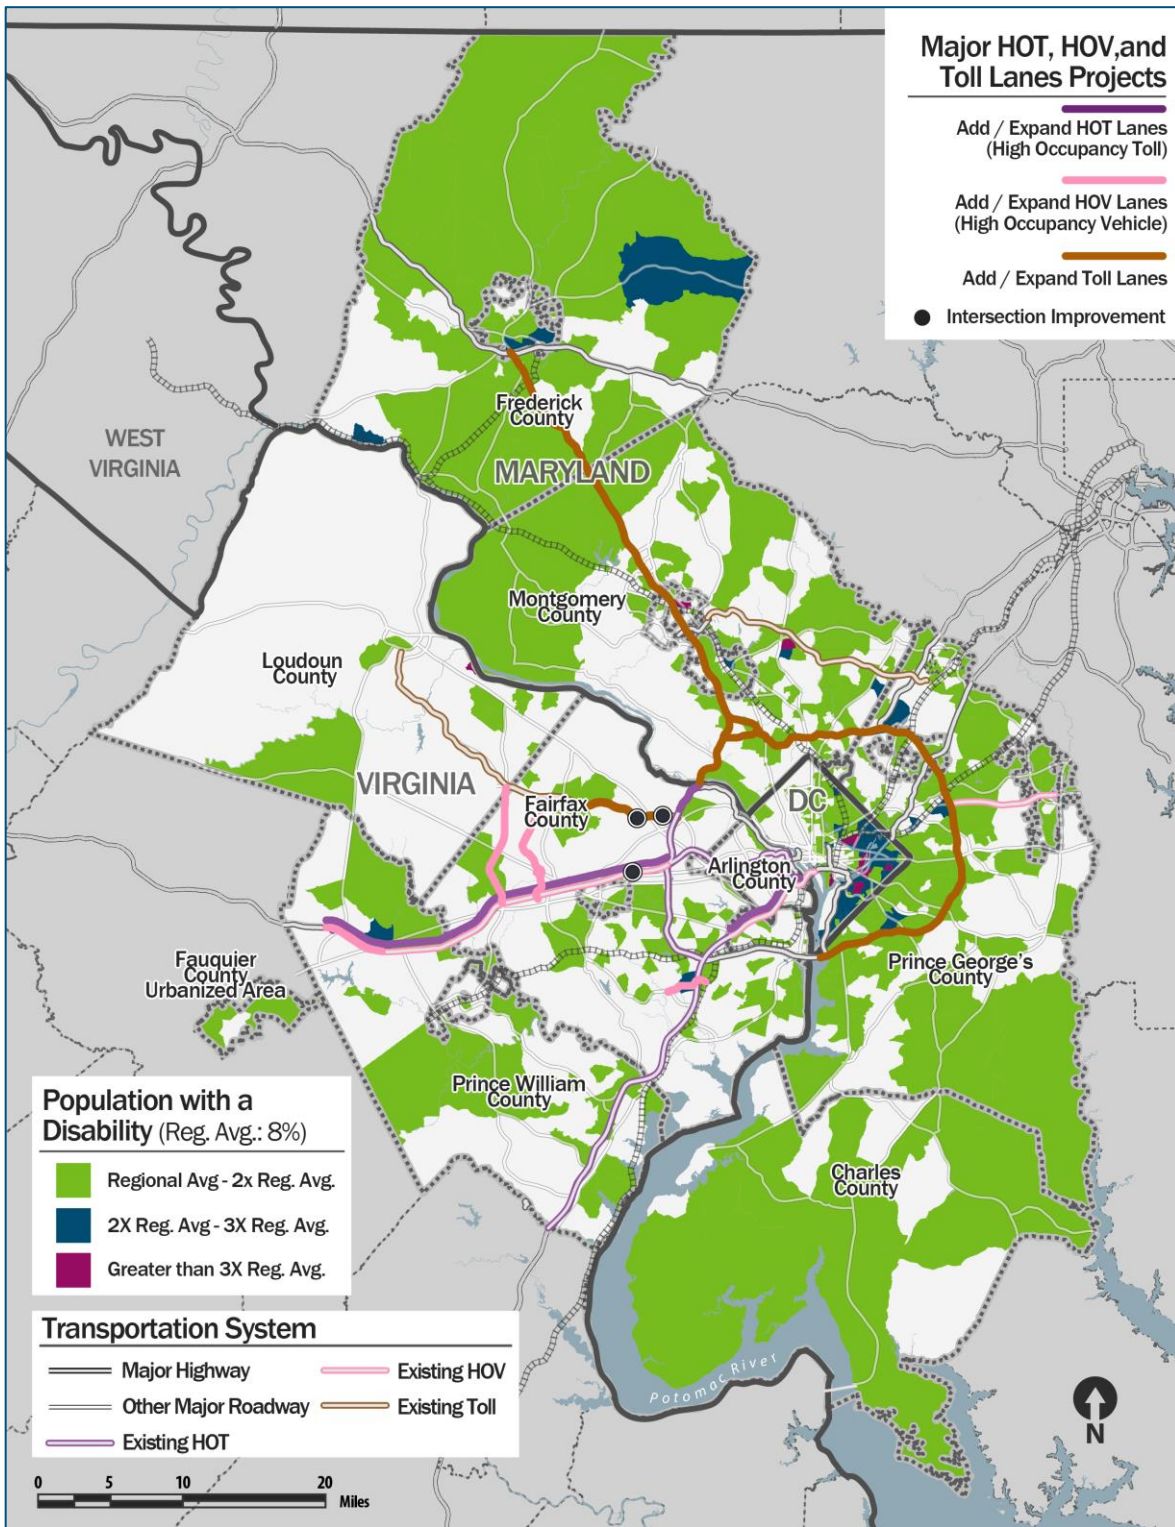 Major HOT, HOV,and
Toll Lanes Projects
Add / Expand HOT Lanes
(High Occupancy Toll)
Add / Expand HOV Lanes
(High Occupancy Vehicle)
Add / Expand Toll Lanes
Intersection Improvement
Frederick
County
WEST
VIRGINIA
MARYLAND
Montgomery
County
Loudoun
County
VIRGINIA
Fairfax
County
DC
Arlington
County
Fauquier
County
Urbanized Area
Prince George's
County
Prince William
County
Charles
County
Potomac River
Population with a
Disability (Reg. Avg.: 8%)
Regional Avg - 2x Reg. Avg.
2X Reg. Avg - 3X Reg. Avg.
Greater than 3X Reg. Avg.
Transportation System
Major Highway
Existing HOV
Other Major Roadway
Existing Toll
Existing HOT
0 5 10 20
Miles
N